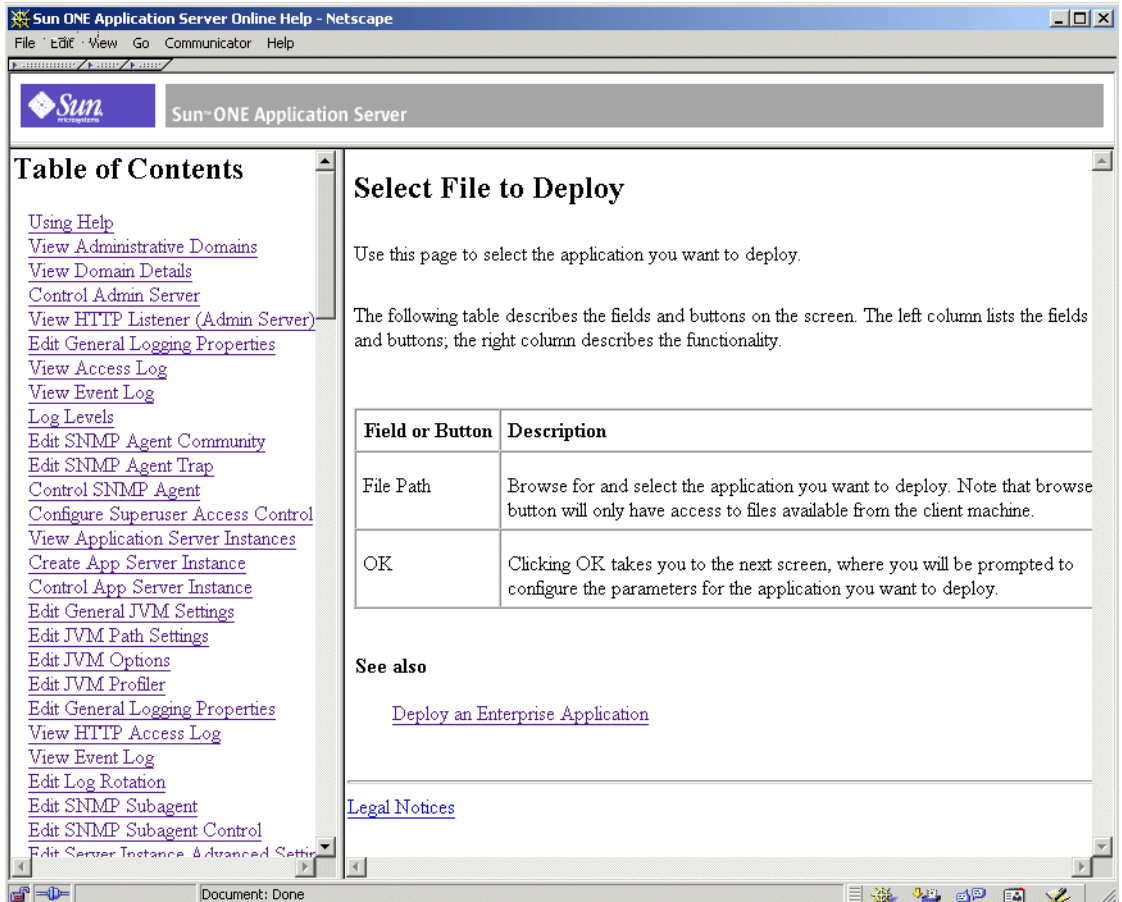 Sun ONE Application Server Online Help - Netscape
File Edit View Go Communicator Help
Sun
microsystems
Sun™ ONE Application Server
Table of Contents
Using Help
View Administrative Domains
View Domain Details
Control Admin Server
View HTTP Listener (Admin Server)
Edit General Logging Properties
View Access Log
View Event Log
Log Levels
Edit SNMP Agent Community
Edit SNMP Agent Trap
Control SNMP Agent
Configure Superuser Access Control
View Application Server Instances
Create App Server Instance
Control App Server Instance
Edit General JVM Settings
Edit JVM Path Settings
Edit JVM Options
Edit JVM Profiler
Edit General Logging Properties
View HTTP Access Log
View Event Log
Edit Log Rotation
Edit SNMP Subagent
Edit SNMP Subagent Control
Edit Server Instance Advanced Settin
Select File to Deploy
Use this page to select the application you want to deploy.
The following table describes the fields and buttons on the screen. The left column lists the fields
and buttons; the right column describes the functionality.
Field or Button Description
File Path
Browse for and select the application you want to deploy. Note that browse
button will only have access to files available from the client machine.
OK
Clicking OK takes you to the next screen, where you will be prompted to
configure the parameters for the application you want to deploy.
See also
Deploy an Enterprise Application
Legal Notices
Document: Done